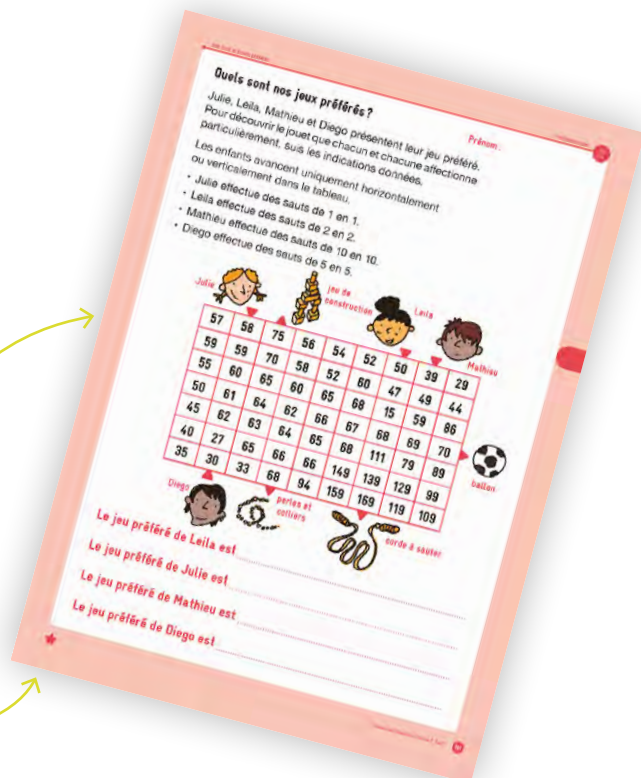 Quels sont nos jeux préférés ?
Prénom :
Julie, Leila, Mathieu et Diego présentent leur jeu préféré.
Pour découvrir le jouet que chacun et chacune affectionne
particulièrement, suis les indications données.
Les enfants avancent uniquement horizontalement
ou verticalement dans le tableau.
• Julie effectue des sauts de 1 en 1.
• Leila effectue des sauts de 2 en 2.
• Mathieu effectue des sauts de 10 en 10.
• Diego effectue des sauts de 5 en 5.
Julie
jeu de
construction
Leila
Mathieu
57 58 75 56 54 52 50 39 29
59 59 70 58 52 60 47 49 44
55 60 65 60 65 68 15 59 86
50 61 64 62 66 67 68 69 70
45 62 63 64 65 68 111 79 89
40 27 65 66 66 149 139 129 99
35 30 33 68 94 159 169 119 109
ballon
Diego
perles et
colliers
corde à sauter
Le jeu préféré de Leila est
Le jeu préféré de Julie est
Le jeu préféré de Mathieu est
Le jeu préféré de Diego est